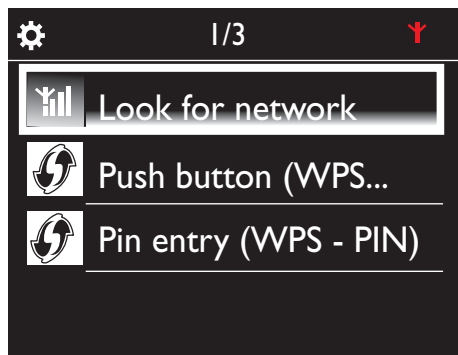 1/3
Look for network
Push button (WPS...
Pin entry (WPS - PIN)